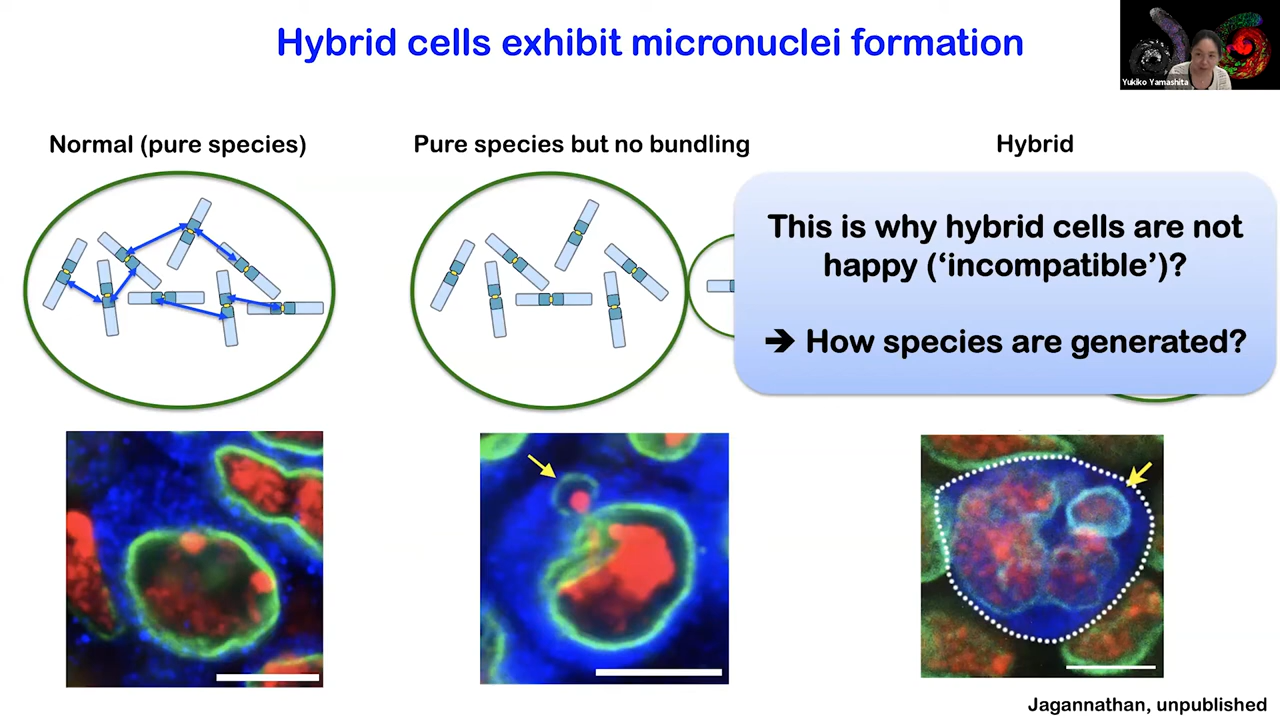 Hybrid cells exhibit micronuclei formation
Yukiko Yamashita
Normal (pure species)
Pure species but no bundling
Hybrid
This is why hybrid cells are not
happy (‘incompatible’)?
➔ How species are generated?
Jagannathan, unpublished